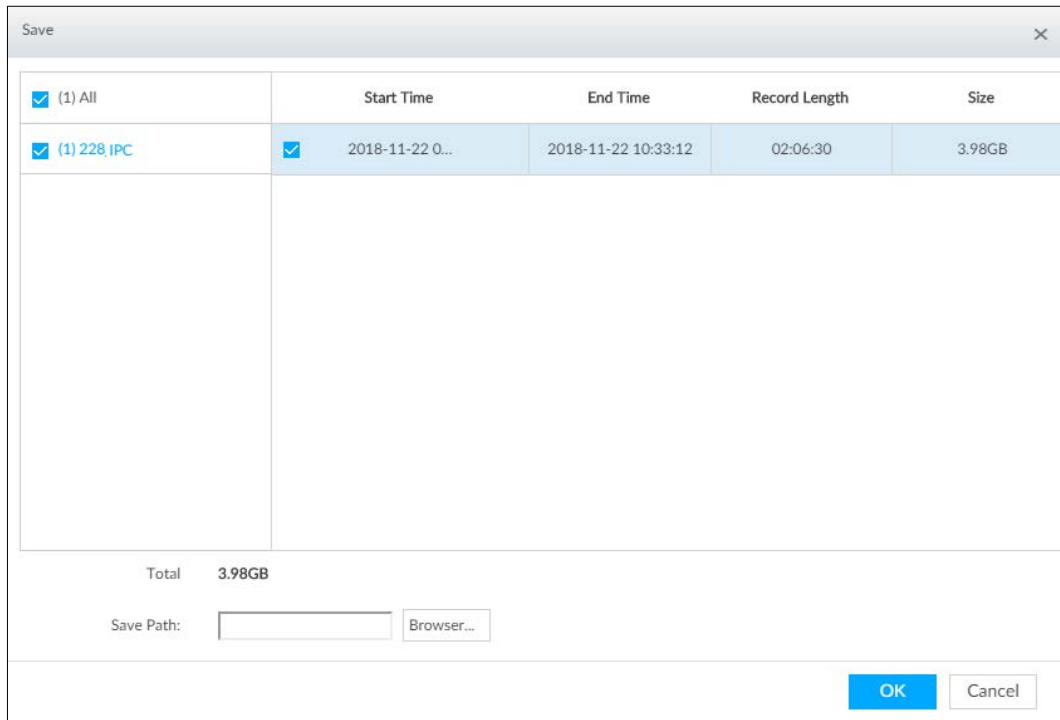 Save
(1) All Start Time End Time Record Length Size
(1) 228, IPC 2018-11-22 0... 2018-11-22 10:33:12 02:06:30 3.98GB
Total 3.98GB
Save Path: Browser...
OK Cancel